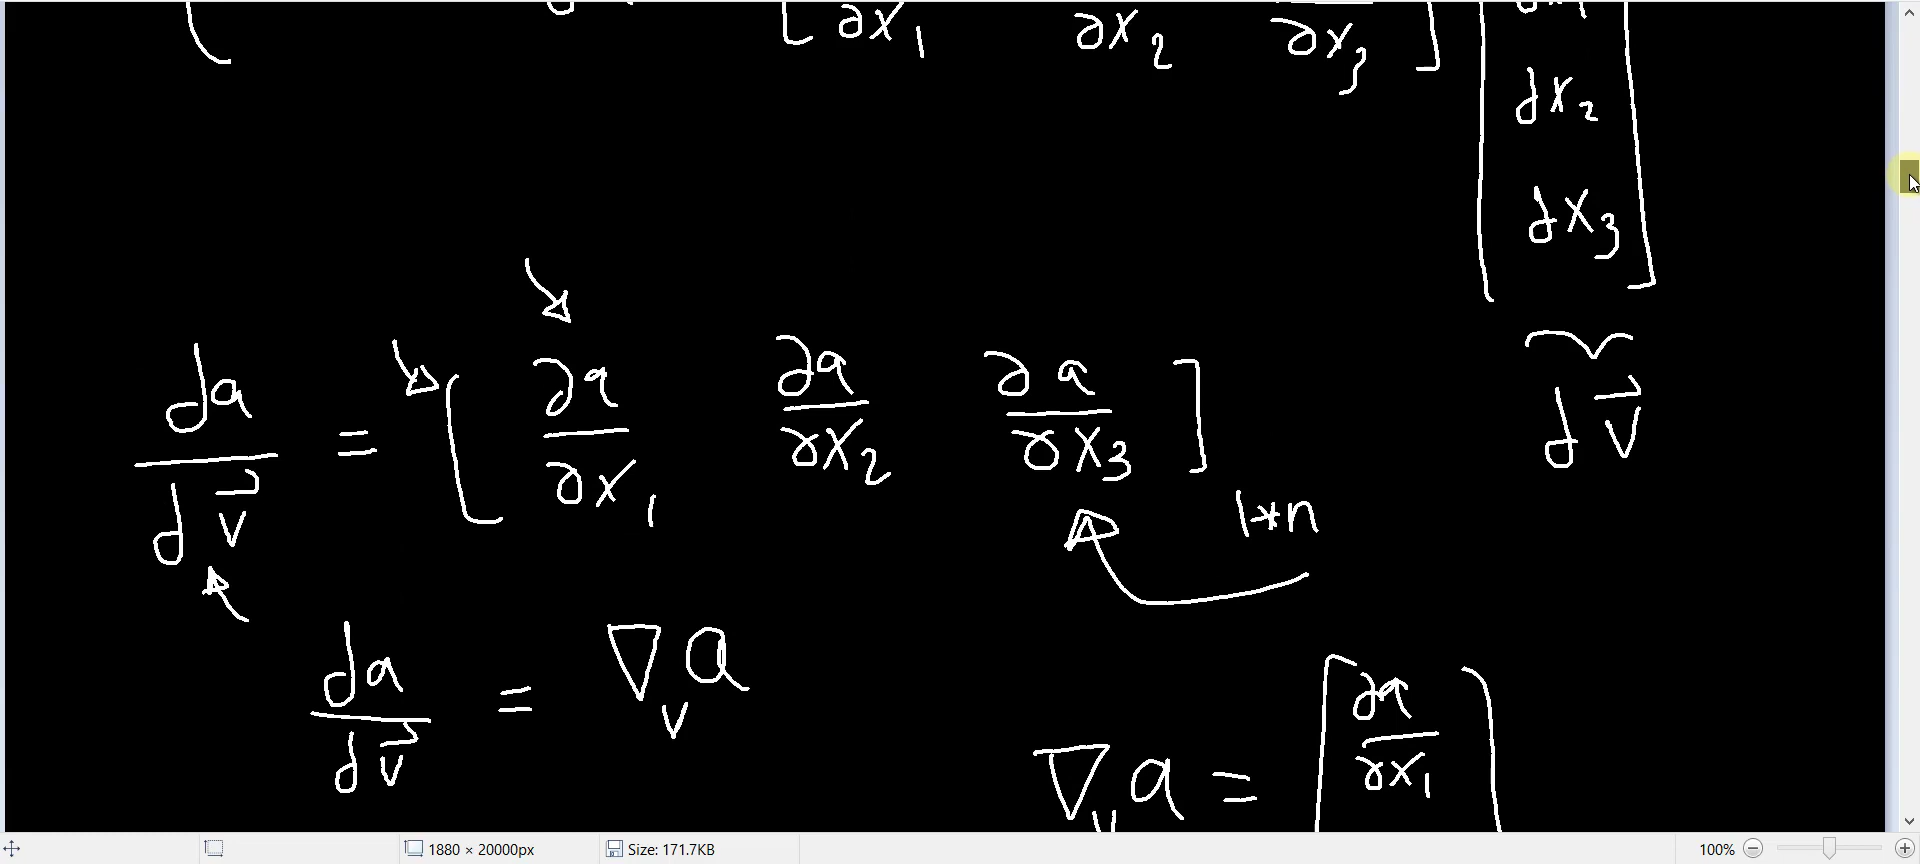 ∂x₁ ∂x₂ ∂x₃
dx₂
dx₃
da/dv⃗ = [ ∂a/∂x₁ ∂a/∂x₂ ∂a/∂x₃ ]
1*n
dv⃗
da/dv⃗ = ∇ᵥa
∇ᵥa = [ ∂a/∂x₁ ]
1880 × 20000px
Size: 171.7KB
100%